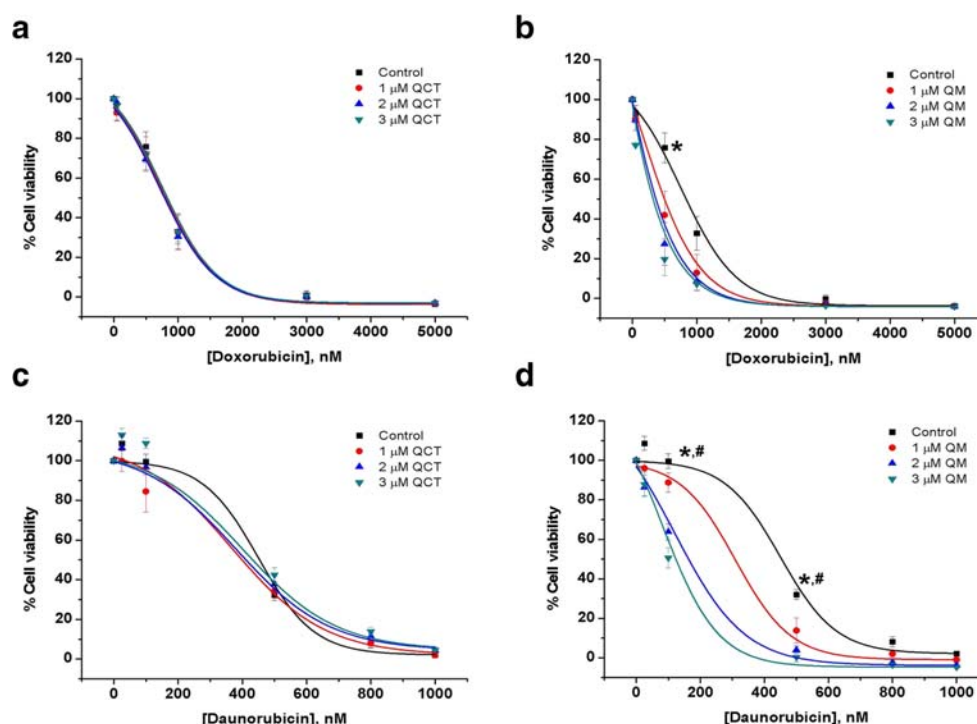 a
120
100
80
60
40
20
0
% Cell viability
Control
1 µM QCT
2 µM QCT
3 µM QCT
0 1000 2000 3000 4000 5000
[Doxorubicin], nM
b
120
100
80
60
40
20
0
% Cell viability
Control
1 µM QM
2 µM QM
3 µM QM
*
0 1000 2000 3000 4000 5000
[Doxorubicin], nM
c
120
100
80
60
40
20
0
% Cell viability
Control
1 µM QCT
2 µM QCT
3 µM QCT
0 200 400 600 800 1000
[Daunorubicin], nM
d
120
100
80
60
40
20
0
% Cell viability
Control
1 µM QM
2 µM QM
3 µM QM
*,#
*,#
0 200 400 600 800 1000
[Daunorubicin], nM